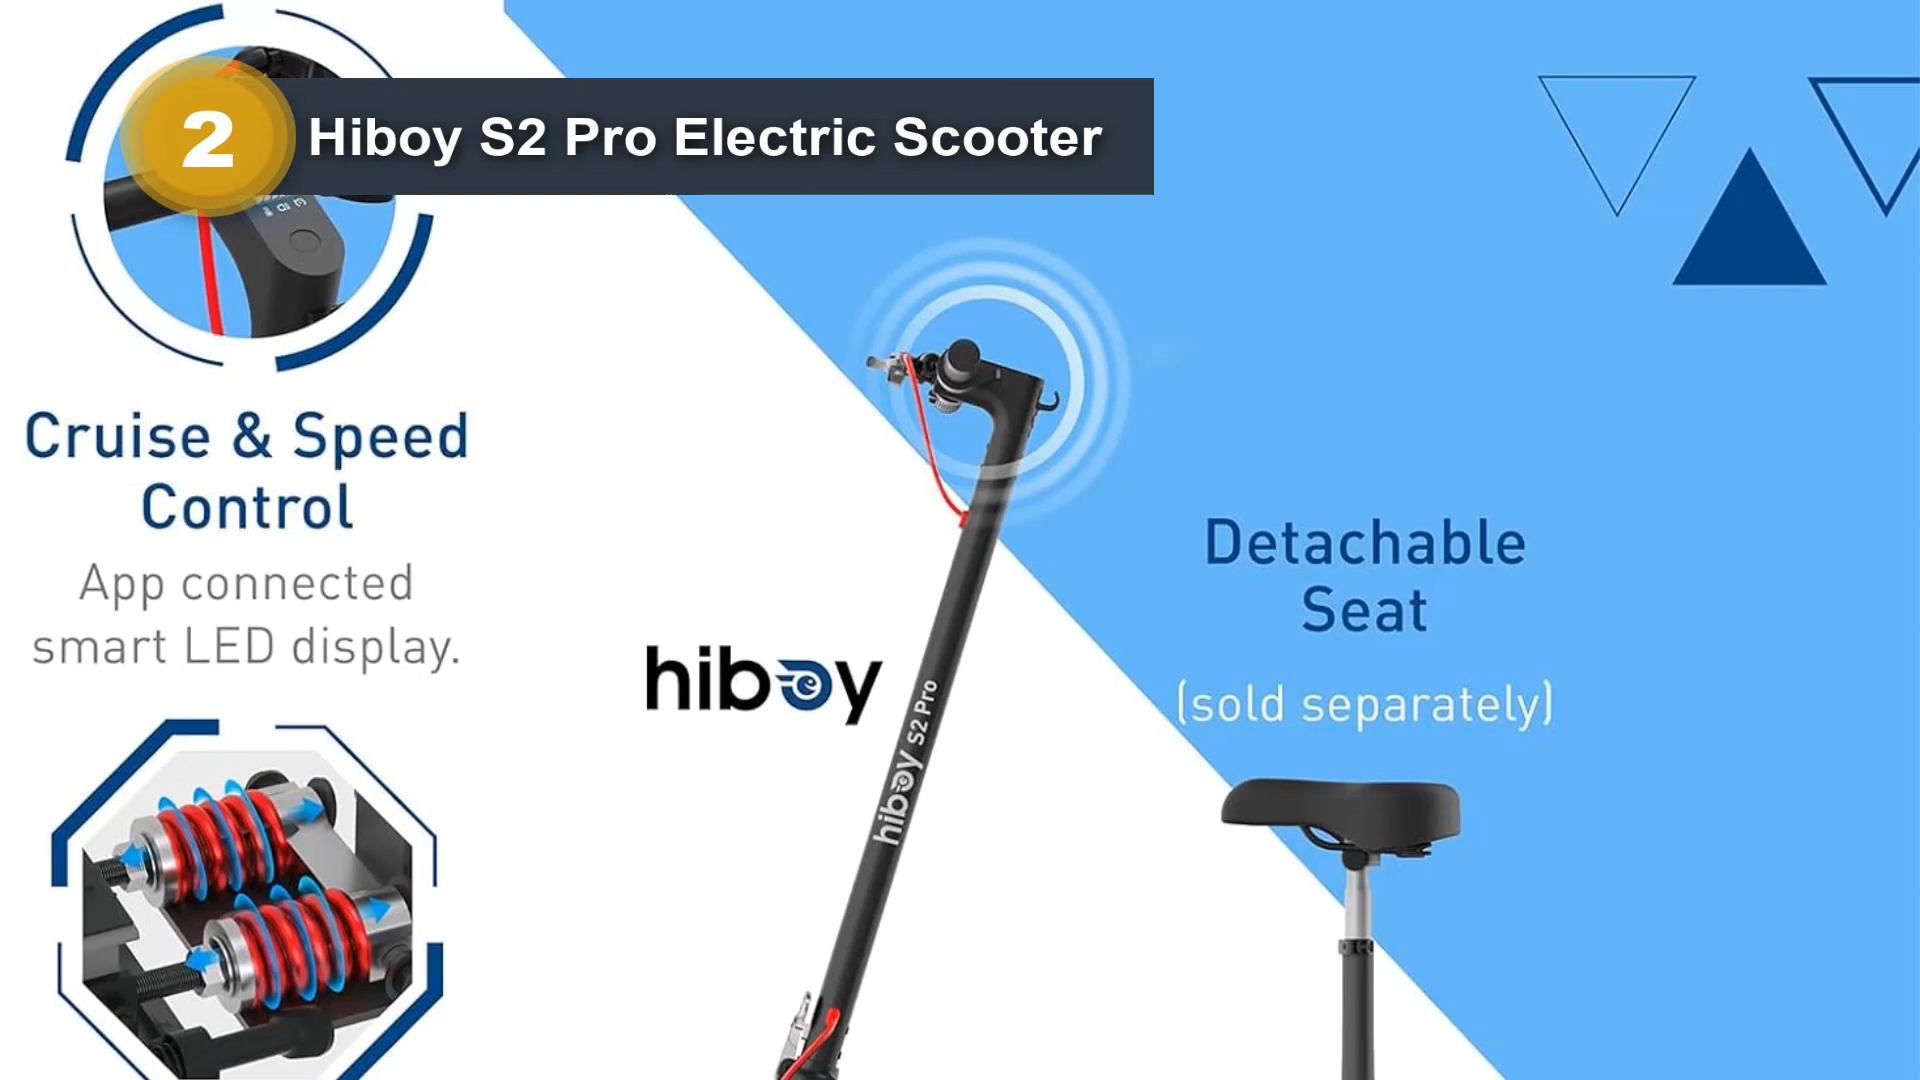 2
Hiboy S2 Pro Electric Scooter
Cruise & Speed
Control
App connected
smart LED display.
hiboy
hiboy S2 Pro
Detachable
Seat
(sold separately)